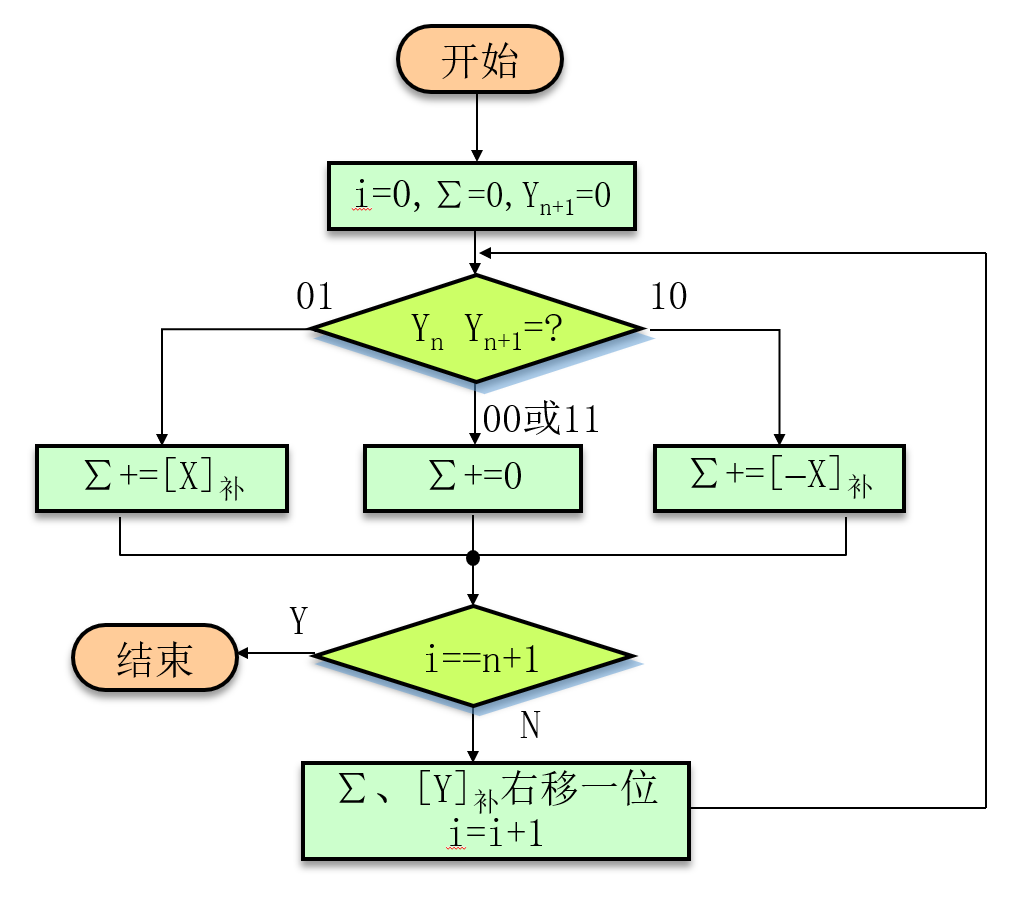 开始
i=0, ∑=0, Yn+1=0
01
10
Yn Yn+1=?
00或11
∑+=[X]补
∑+=0
∑+=[-X]补
Y
结束
i==n+1
N
∑、[Y]补右移一位
i=i+1